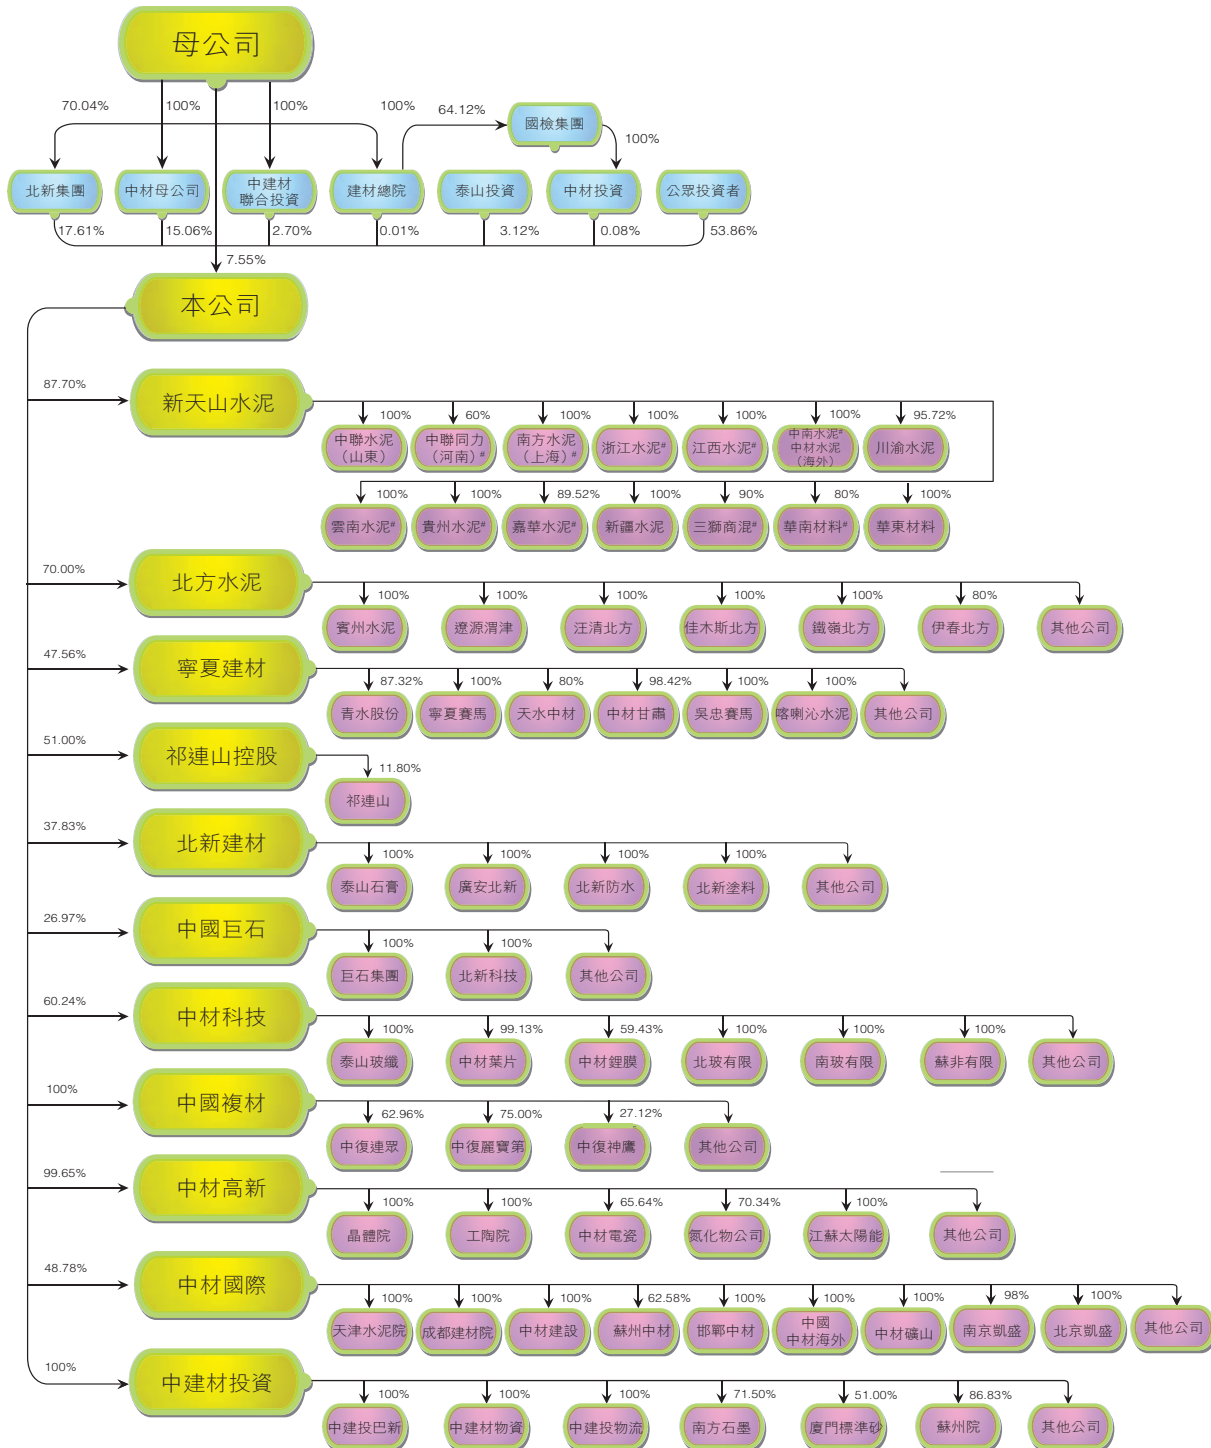 母公司
70.04%
100%
100%
100%
64.12%
國檢集團
100%
北新集團
中材母公司
中建材
聯合投資
建材總院
泰山投資
中材投資
公眾投資者
17.61%
15.06%
2.70%
0.01%
3.12%
0.08%
53.86%
7.55%
本公司
87.70%
新天山水泥
100%
60%
100%
100%
100%
100%
95.72%
中聯水泥
（山東）
中聯同力
（河南）#
南方水泥
（上海）#
浙江水泥#
江西水泥#
中南水泥#
中材水泥
（海外）
川渝水泥
100%
100%
89.52%
100%
90%
80%
100%
雲南水泥#
貴州水泥#
嘉華水泥#
新疆水泥
三獅商混#
華南材料#
華東材料
70.00%
北方水泥
100%
100%
100%
100%
100%
80%
賓州水泥
遼源渭津
汪清北方
佳木斯北方
鐵嶺北方
伊春北方
其他公司
47.56%
寧夏建材
87.32%
100%
80%
98.42%
100%
100%
青水股份
寧夏賽馬
天水中材
中材甘肅
吳忠賽馬
喀喇沁水泥
其他公司
51.00%
祁連山控股
11.80%
祁連山
37.83%
北新建材
100%
100%
100%
100%
泰山石膏
廣安北新
北新防水
北新塗料
其他公司
26.97%
中國巨石
100%
100%
巨石集團
北新科技
其他公司
60.24%
中材科技
100%
99.13%
59.43%
100%
100%
100%
泰山玻纖
中材葉片
中材鋰膜
北玻有限
南玻有限
蘇非有限
其他公司
100%
中國複材
62.96%
75.00%
27.12%
中復連眾
中復麗寶第
中復神鷹
其他公司
99.65%
中材高新
100%
100%
65.64%
70.34%
100%
晶體院
工陶院
中材電瓷
氮化物公司
江蘇太陽能
其他公司
48.78%
中材國際
100%
100%
100%
62.58%
100%
100%
100%
98%
100%
天津水泥院
成都建材院
中材建設
蘇州中材
邯鄲中材
中國
中材海外
中材礦山
南京凱盛
北京凱盛
其他公司
100%
中建材投資
100%
100%
100%
71.50%
51.00%
86.83%
中建投巴新
中建材物資
中建投物流
南方石墨
廈門標準砂
蘇州院
其他公司